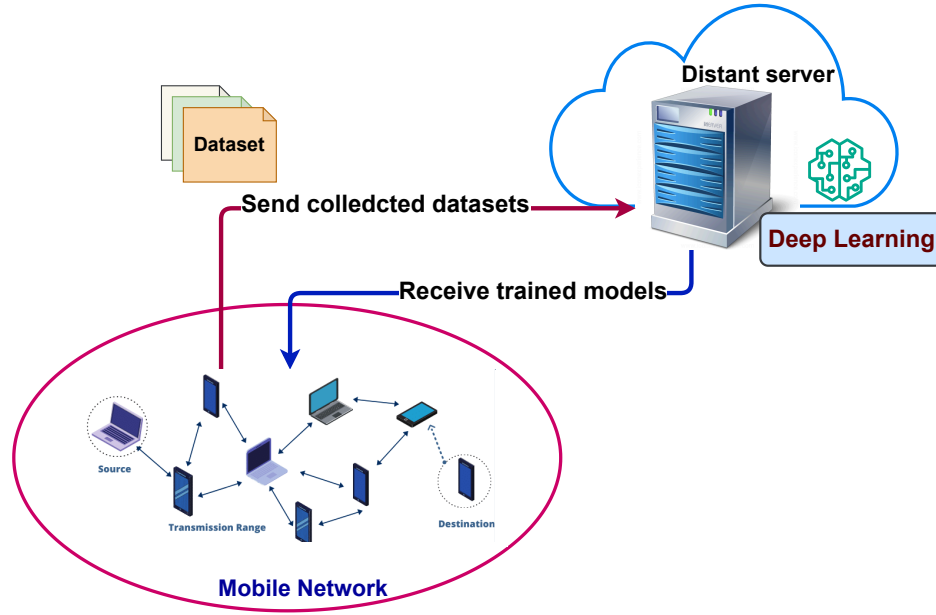 Distant server
Dataset
Send colledcted datasets
Deep Learning
Receive trained models
Source
Transmission Range
Destination
Mobile Network